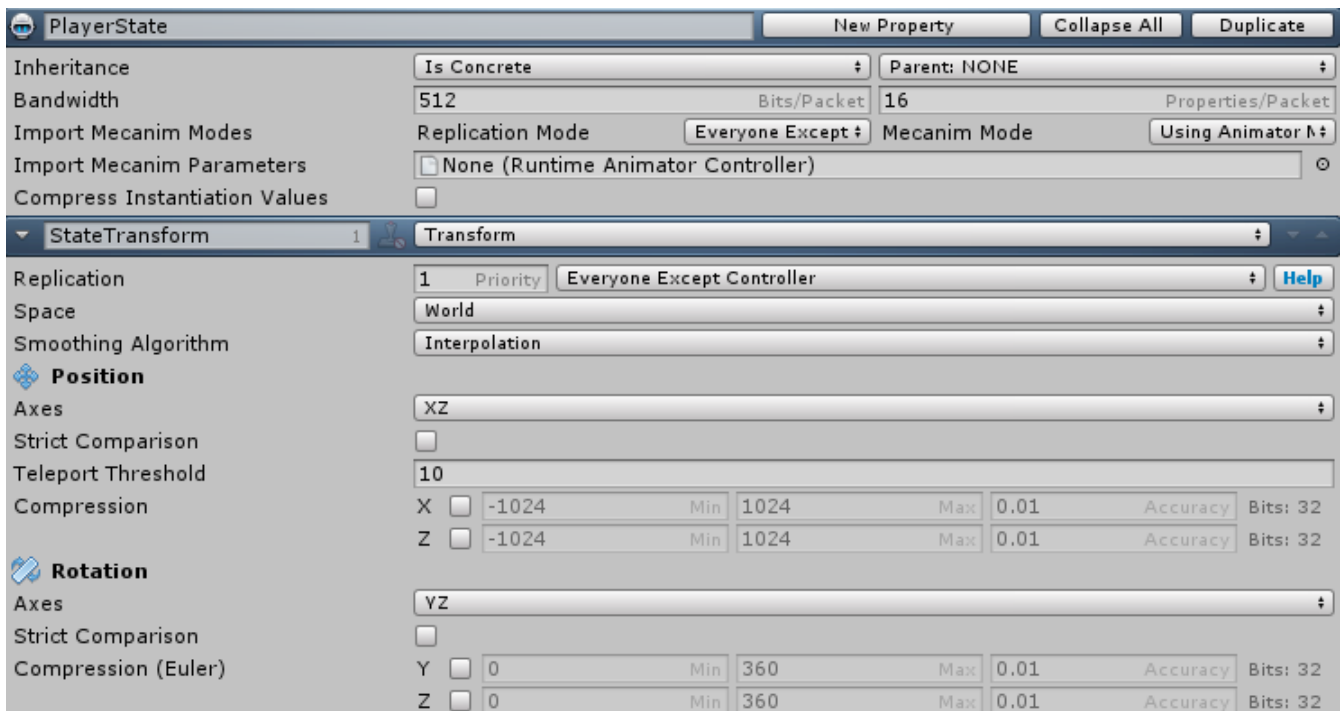 PlayerState New Property Collapse All Duplicate
Inheritance Is Concrete Parent: NONE
Bandwidth 512 Bits/Packet 16 Properties/Packet
Import Mecanim Modes Replication Mode Everyone Except Mecanim Mode Using Animator M
Import Mecanim Parameters None (Runtime Animator Controller)
Compress Instantiation Values
StateTransform 1 Transform
Replication 1 Priority Everyone Except Controller Help
Space World
Smoothing Algorithm Interpolation
Position
Axes XZ
Strict Comparison
Teleport Threshold 10
Compression X -1024 Min 1024 Max 0.01 Accuracy Bits: 32
Z -1024 Min 1024 Max 0.01 Accuracy Bits: 32
Rotation
Axes YZ
Strict Comparison
Compression (Euler) Y 0 Min 360 Max 0.01 Accuracy Bits: 32
Z 0 Min 360 Max 0.01 Accuracy Bits: 32